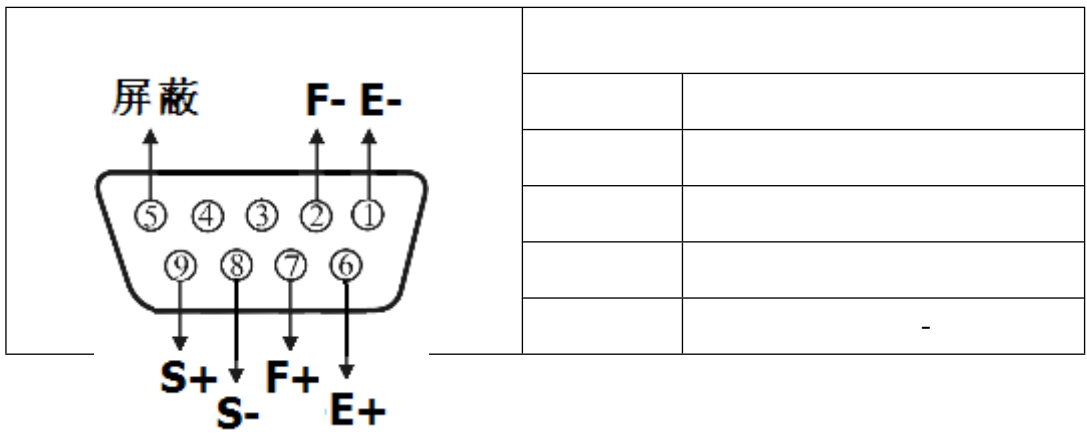 屏蔽 F- E-
⑤ ④ ③ ② ①
⑨ ⑧ ⑦ ⑥
S+ S- F+ E+
-